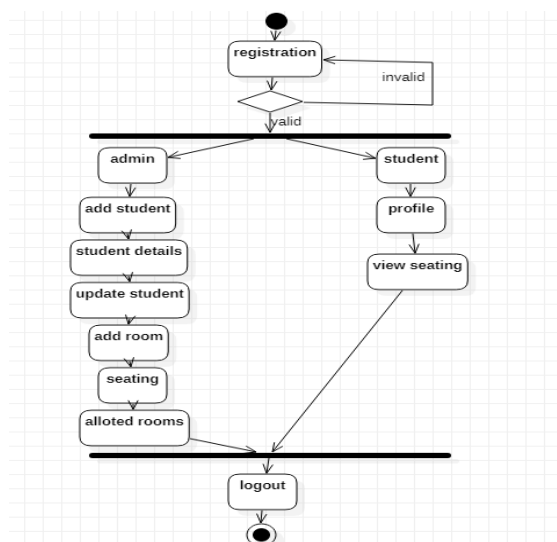 registration
invalid
valid
admin
student
add student
profile
student details
view seating
update student
add room
seating
alloted rooms
logout